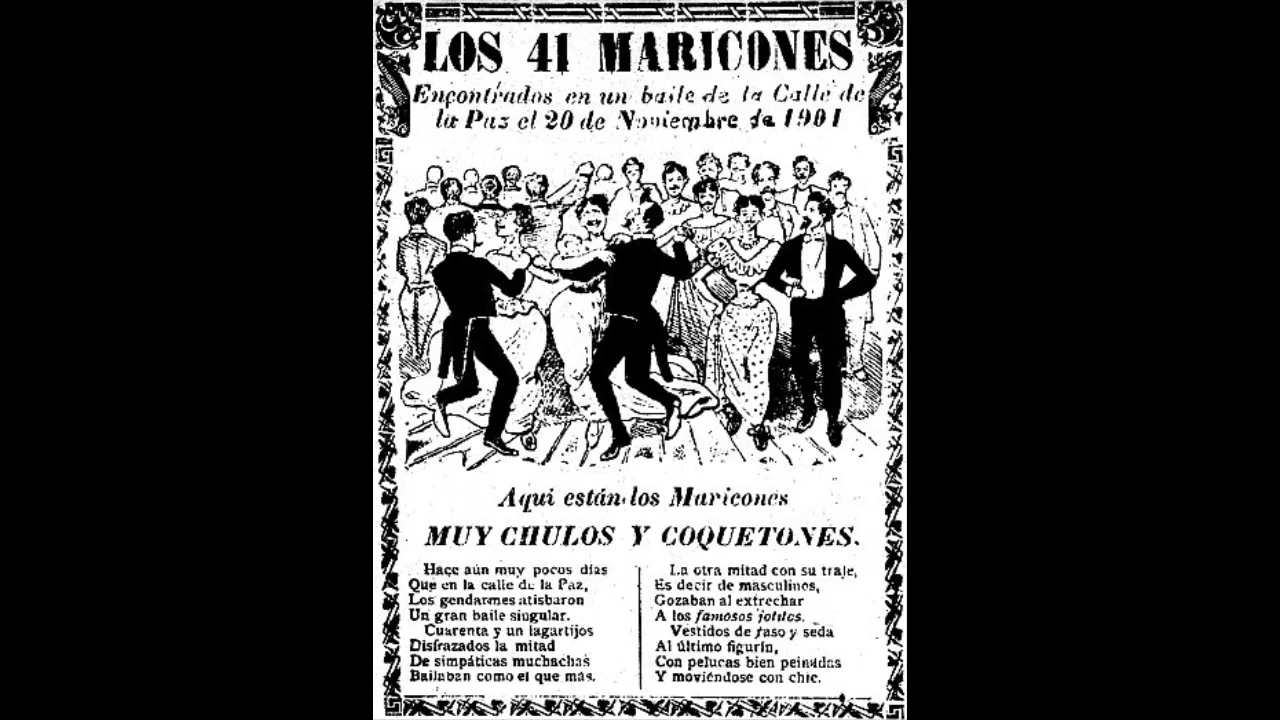 LOS 41 MARICONES
Encontrados en un baile de la Calle de
la Paz el 20 de Noviembre de 1901
Aqui están los Maricones
MUY CHULOS Y COQUETONES.
Hace aún muy pocos días
Que en la calle de la Paz,
Los gendarmes atisbaron
Un gran baile singular.
Cuarenta y un lagartijos
Disfrazados la mitad
De simpáticas muchachas
Bailaban como el que más.
La otra mitad con su traje,
Es decir de masculinos,
Gozaban al extrechar
A los famosos jotitos.
Vestidos de raso y seda
Al último figurín,
Con pelucas bien peinadas
Y moviéndose con chic.